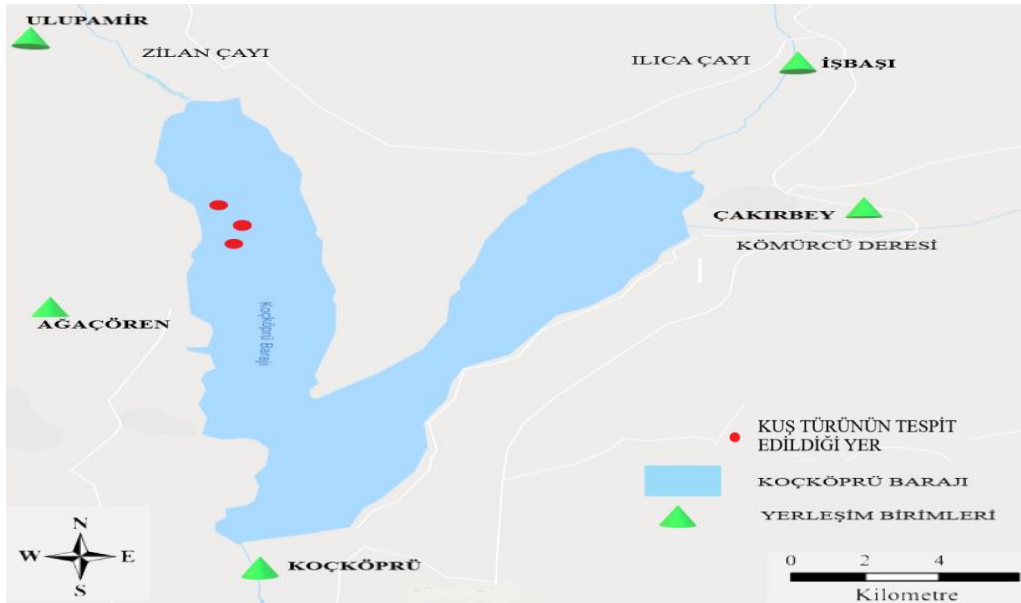 ULUPAMİR
ZİLAN ÇAYI
ILICA ÇAYI
İŞBAŞI
ÇAKIRBEY
KÖMÜRCÜ DERESİ
AĞAÇÖREN
Koçköprü Barajı
KUŞ TÜRÜNÜN TESPİT
EDİLDİĞİ YER
KOÇKÖPRÜ BARAJI
YERLEŞİM BİRİMLERİ
N
W E
S
KOÇKÖPRÜ
0 2 4
Kilometre